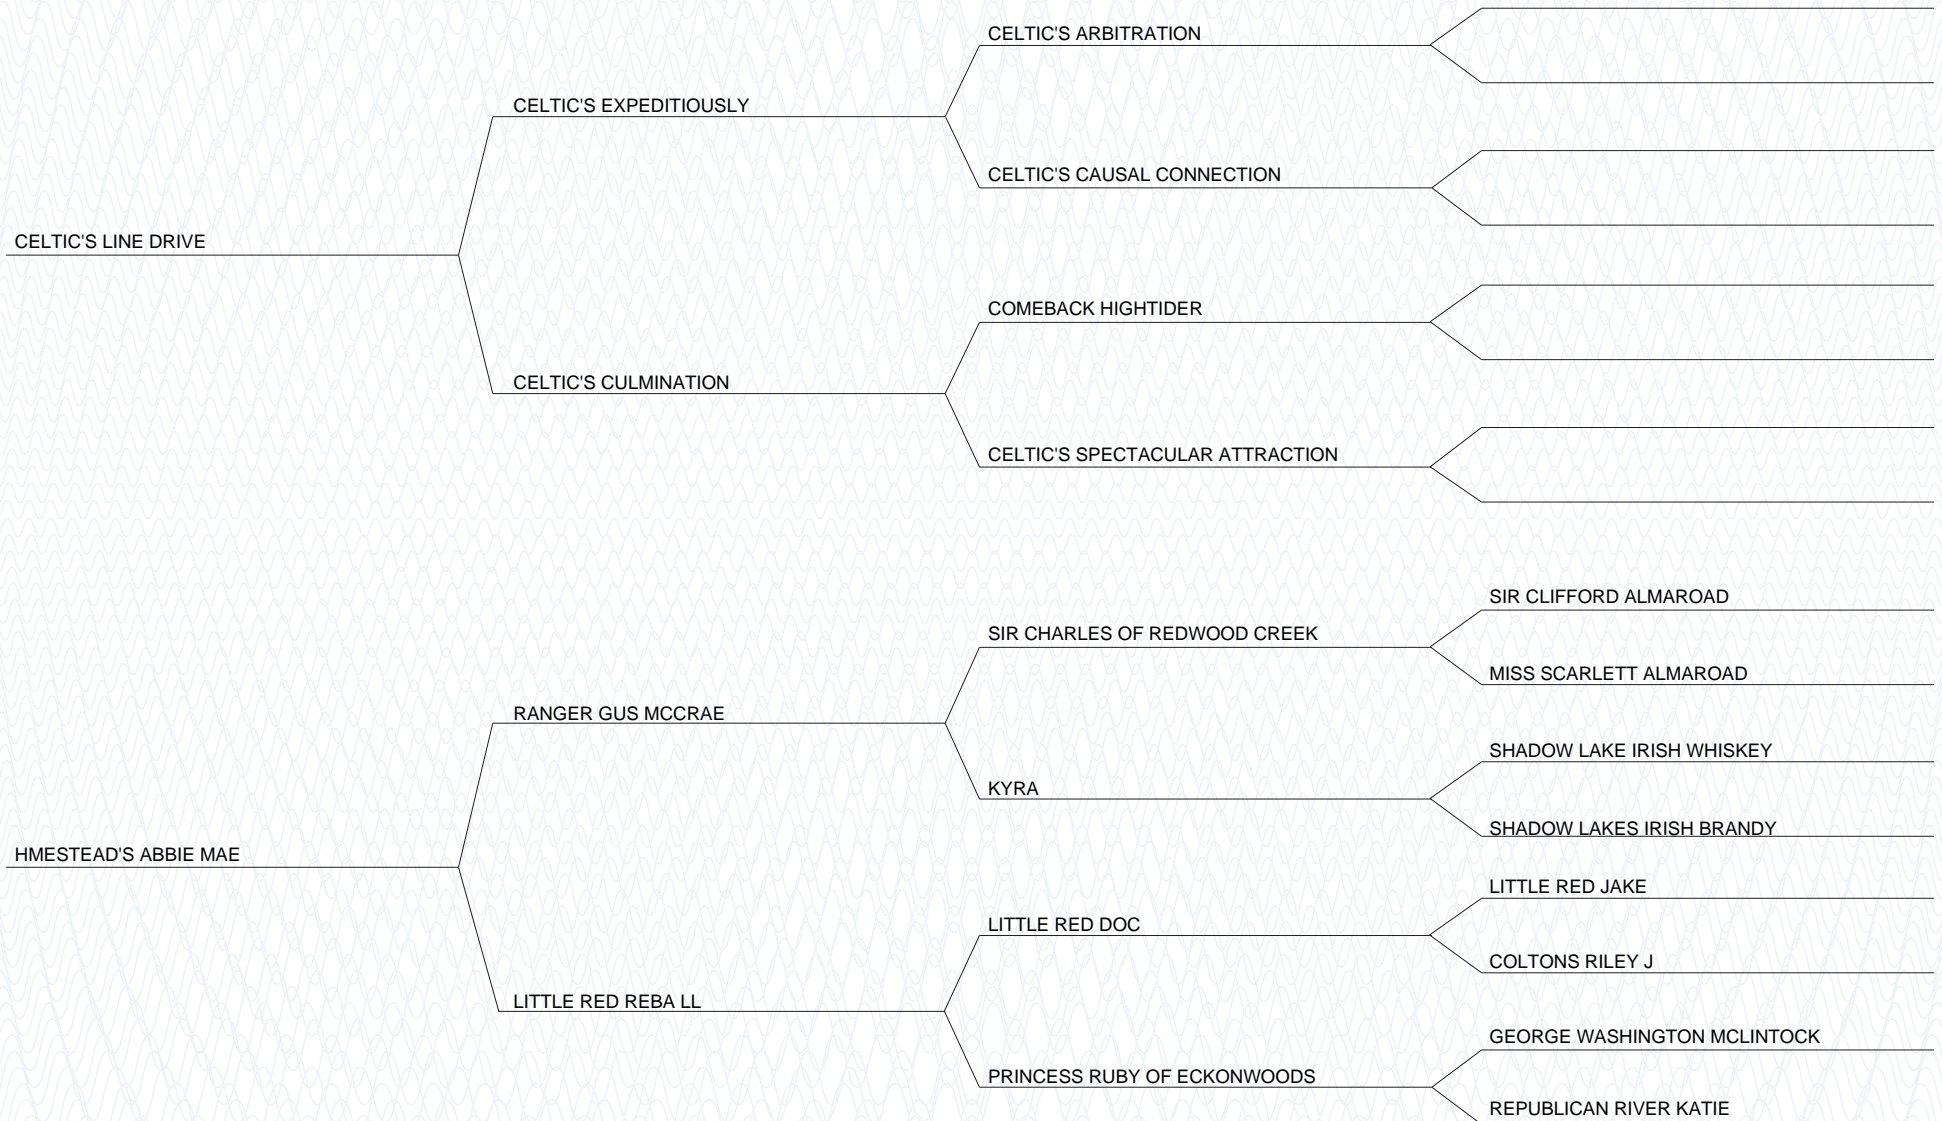 CELTIC'S ARBITRATION
CELTIC'S EXPEDITIOUSLY
CELTIC'S CAUSAL CONNECTION
CELTIC'S LINE DRIVE
COMEBACK HIGHTIDER
CELTIC'S CULMINATION
CELTIC'S SPECTACULAR ATTRACTION
SIR CLIFFORD ALMAROAD
SIR CHARLES OF REDWOOD CREEK
MISS SCARLETT ALMAROAD
RANGER GUS MCCRAE
SHADOW LAKE IRISH WHISKEY
KYRA
SHADOW LAKES IRISH BRANDY
HMESTEAD'S ABBIE MAE
LITTLE RED JAKE
LITTLE RED DOC
COLTONS RILEY J
LITTLE RED REBA LL
GEORGE WASHINGTON MCLINTOCK
PRINCESS RUBY OF ECKONWOODS
REPUBLICAN RIVER KATIE